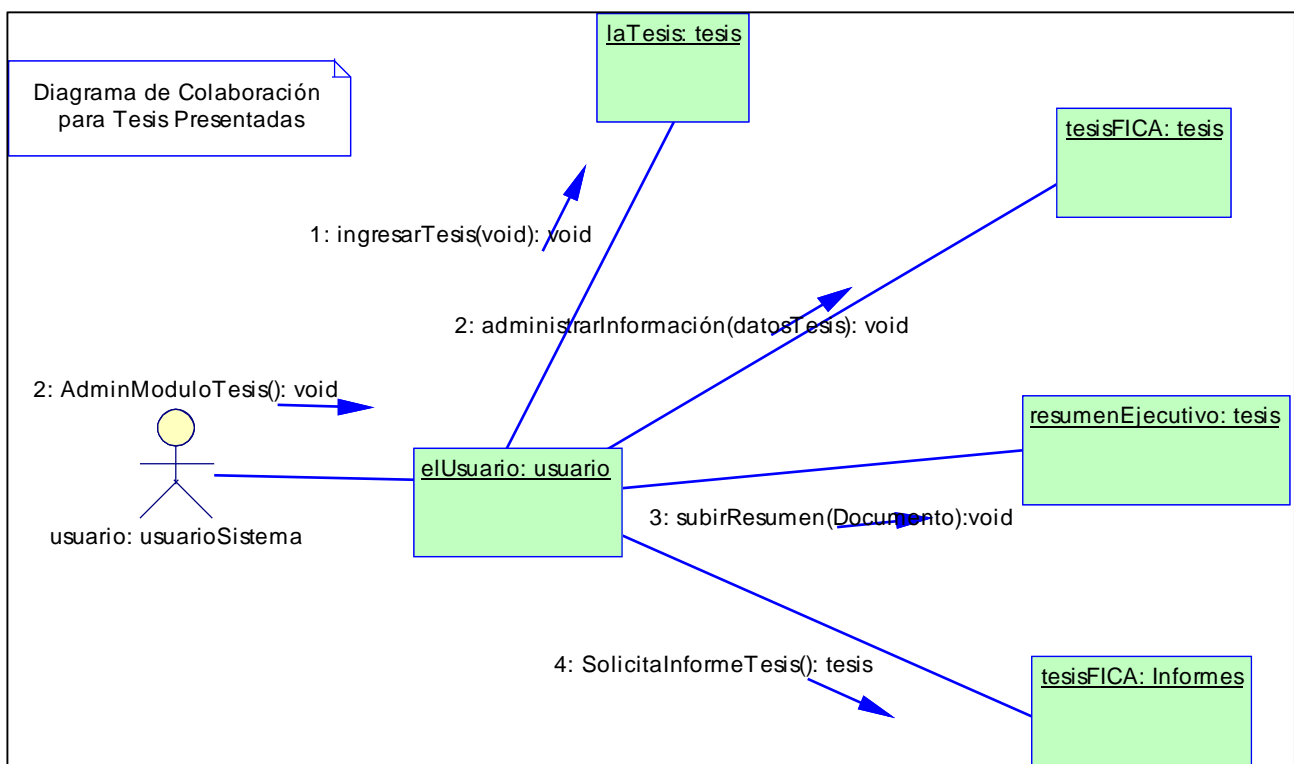 laTesis: tesis
Diagrama de Colaboración
para Tesis Presentadas
tesisFICA: tesis
1: ingresarTesis(void): void
2: administrarInformación(datosTesis): void
2: AdminModuloTesis(): void
resumenEjecutivo: tesis
elUsuario: usuario
3: subirResumen(Documento):void
usuario: usuarioSistema
4: SolicitaInformeTesis(): tesis
tesisFICA: Informes